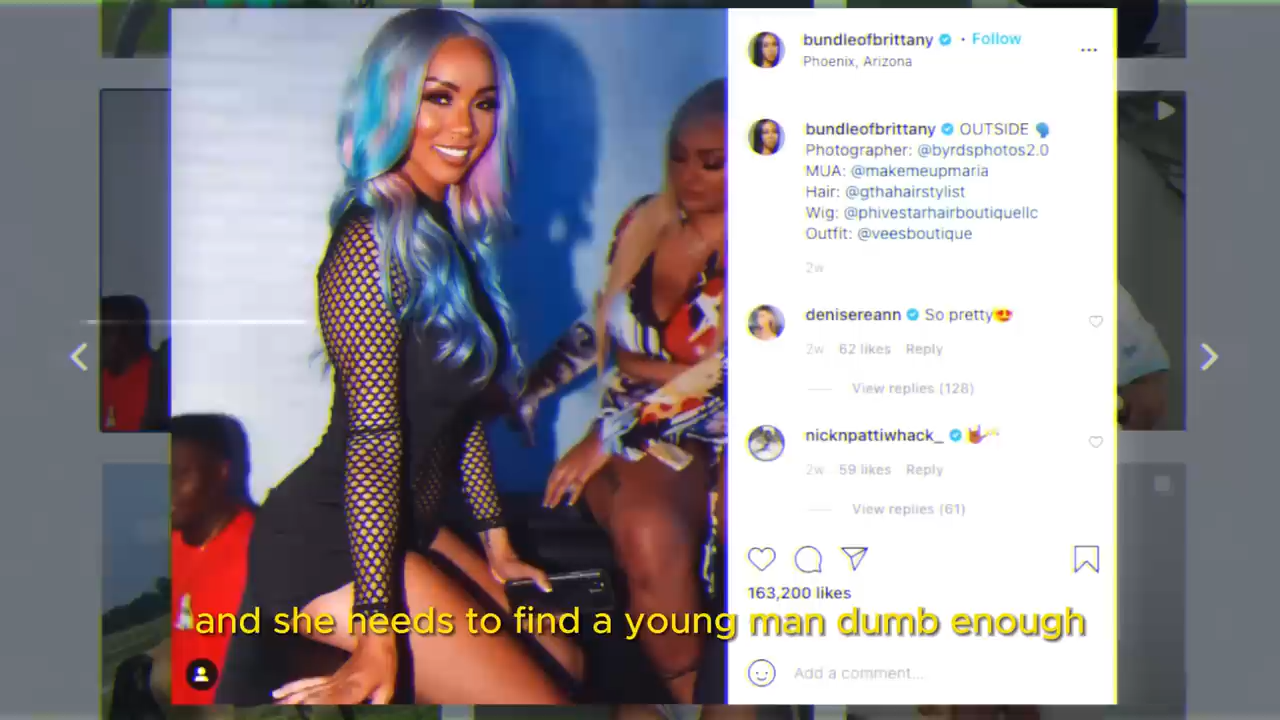 bundleofbrittany • Follow
Phoenix, Arizona
bundleofbrittany OUTSIDE 🗣
Photographer: @byrdsphotos2.0
MUA: @makemeupmaria
Hair: @gthahairstylist
Wig: @phivestarhairboutiquellc
Outfit: @veesboutique
2w
denisereann So pretty😍
2w 62 likes Reply
View replies (128)
nicknpattiwhack_
2w 59 likes Reply
View replies (61)
163,200 likes
and she needs to find a young man dumb enough
Add a comment...